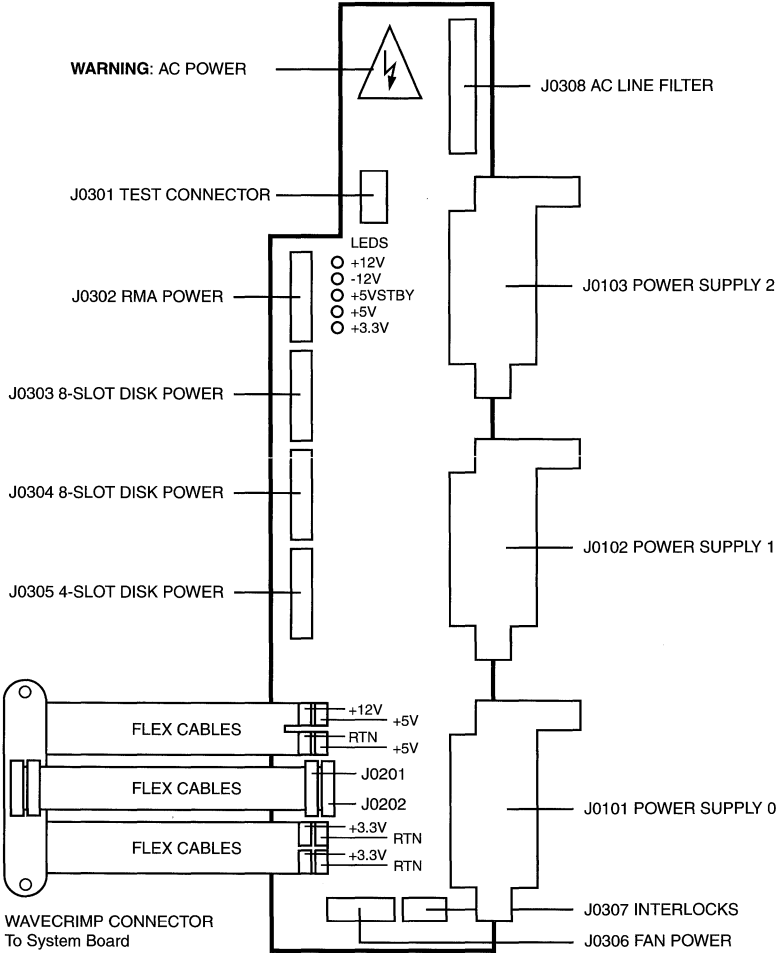 WARNING: AC POWER
J0308 AC LINE FILTER
J0301 TEST CONNECTOR
LEDS
+12V
-12V
+5VSTBY
+5V
+3.3V
J0302 RMA POWER
J0103 POWER SUPPLY 2
J0303 8-SLOT DISK POWER
J0304 8-SLOT DISK POWER
J0102 POWER SUPPLY 1
J0305 4-SLOT DISK POWER
FLEX CABLES
+12V
+5V
RTN
+5V
FLEX CABLES
J0201
J0202
J0101 POWER SUPPLY 0
FLEX CABLES
+3.3V
RTN
+3.3V
RTN
WAVECRIMP CONNECTOR
To System Board
J0307 INTERLOCKS
J0306 FAN POWER